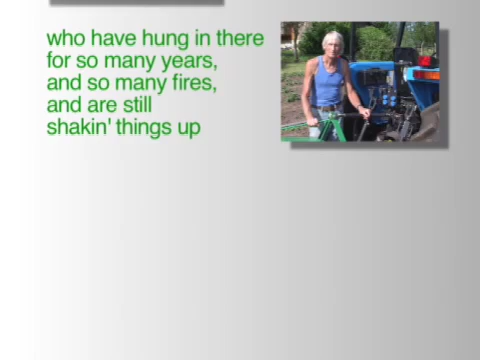 who have hung in there
for so many years,
and so many fires,
and are still
shakin' things up